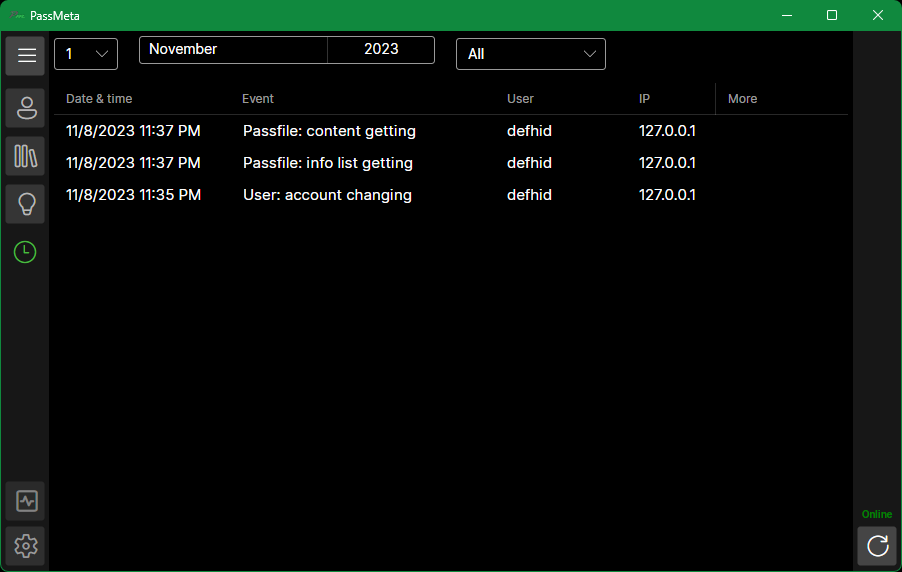 PassMeta
1 November 2023 All
Date & time Event User IP More
11/8/2023 11:37 PM Passfile: content getting defhid 127.0.0.1
11/8/2023 11:37 PM Passfile: info list getting defhid 127.0.0.1
11/8/2023 11:35 PM User: account changing defhid 127.0.0.1
Online